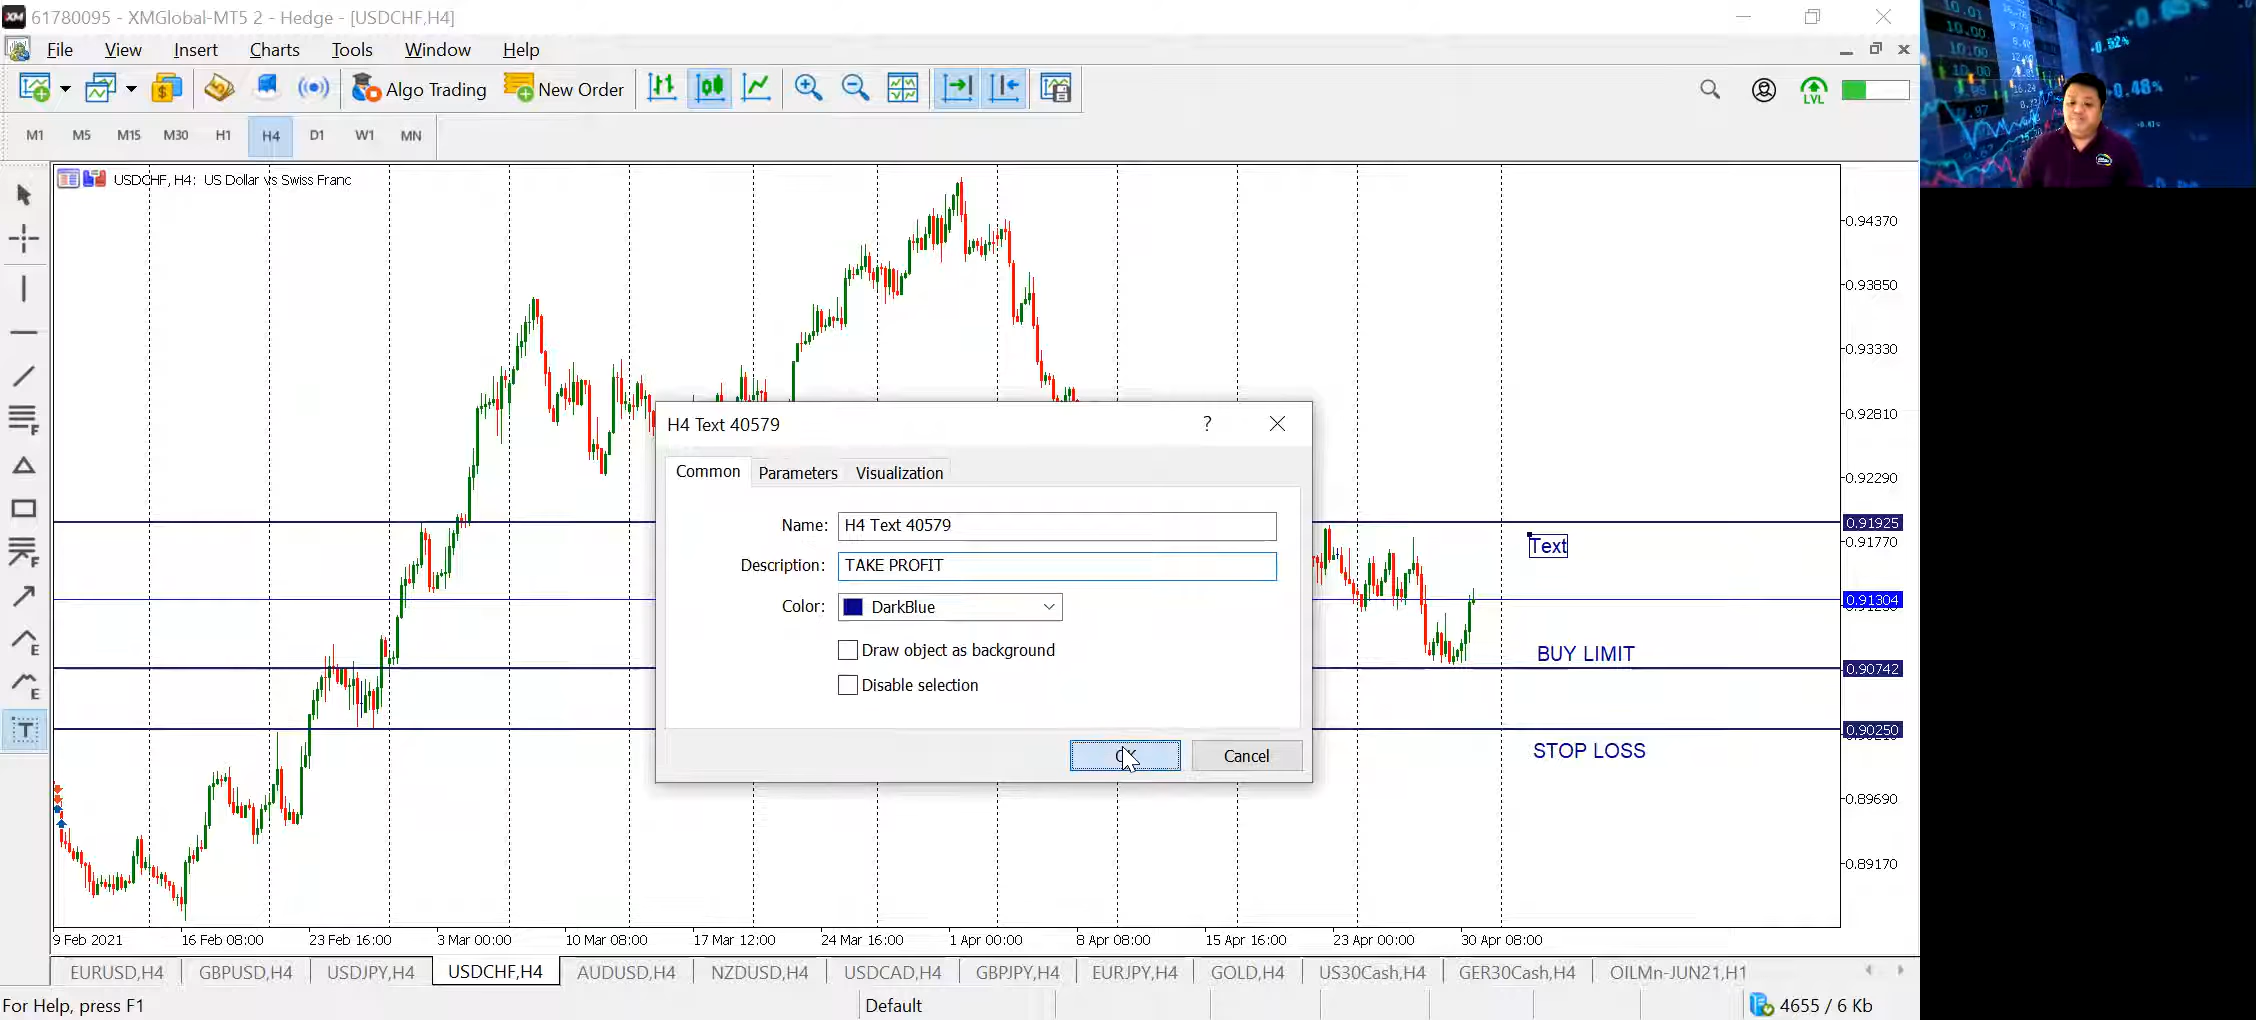 61780095 - XMGlobal-MT5 2 - Hedge - [USDCHF,H4]
File View Insert Charts Tools Window Help
Algo Trading New Order
LVL
M1 M5 M15 M30 H1 H4 D1 W1 MN
USDCHF, H4: US Dollar vs Swiss Franc
0.94370
0.93850
0.93330
0.92810
0.92290
0.91925
0.91770
0.91304
0.90742
0.90250
0.89690
0.89170
H4 Text 40579
Common Parameters Visualization
Name: H4 Text 40579
Description: TAKE PROFIT
Color: DarkBlue
Draw object as background
Disable selection
Cancel
Text
BUY LIMIT
STOP LOSS
9 Feb 2021 16 Feb 08:00 23 Feb 16:00 3 Mar 00:00 10 Mar 08:00 17 Mar 12:00 24 Mar 16:00 1 Apr 00:00 8 Apr 08:00 15 Apr 16:00 23 Apr 00:00 30 Apr 08:00
EURUSD,H4 GBPUSD,H4 USDJPY,H4 USDCHF,H4 AUDUSD,H4 NZDUSD,H4 USDCAD,H4 GBPJPY,H4 EURJPY,H4 GOLD,H4 US30Cash,H4 GER30Cash,H4 OILMn-JUN21,H1
For Help, press F1
Default
4655 / 6 Kb